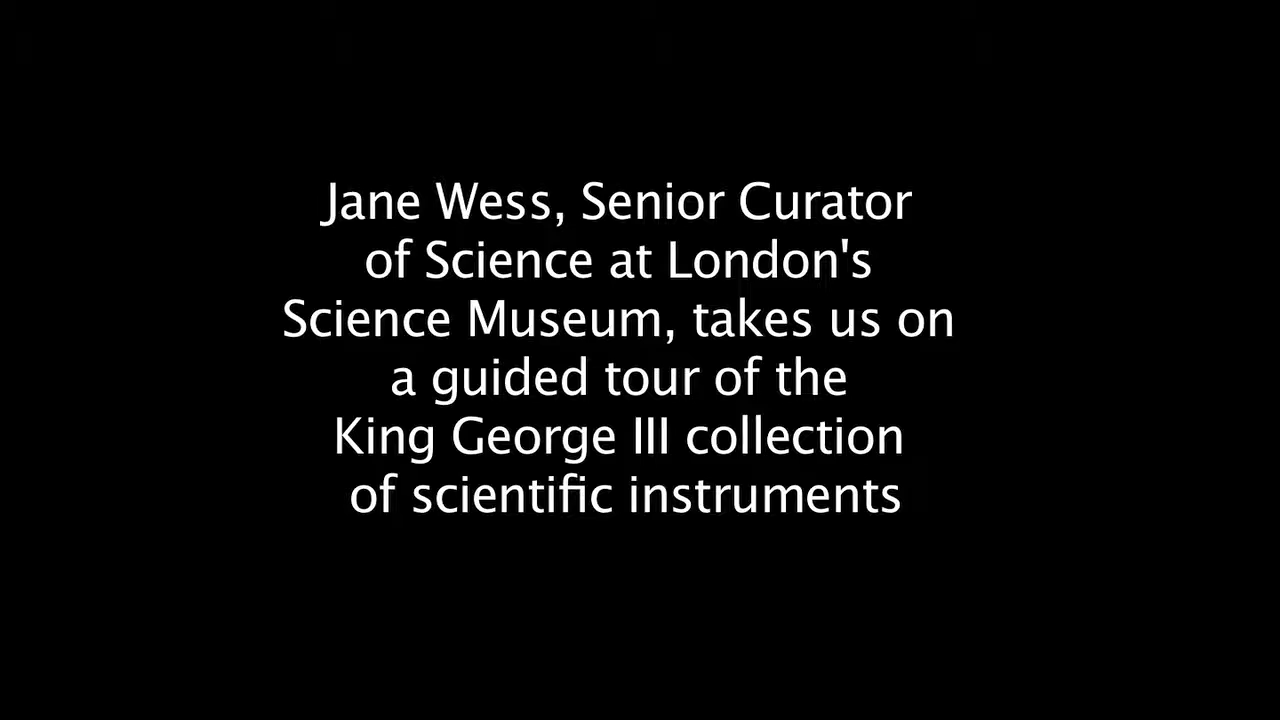 Jane Wess, Senior Curator
of Science at London's
Science Museum, takes us on
a guided tour of the
King George III collection
of scientific instruments